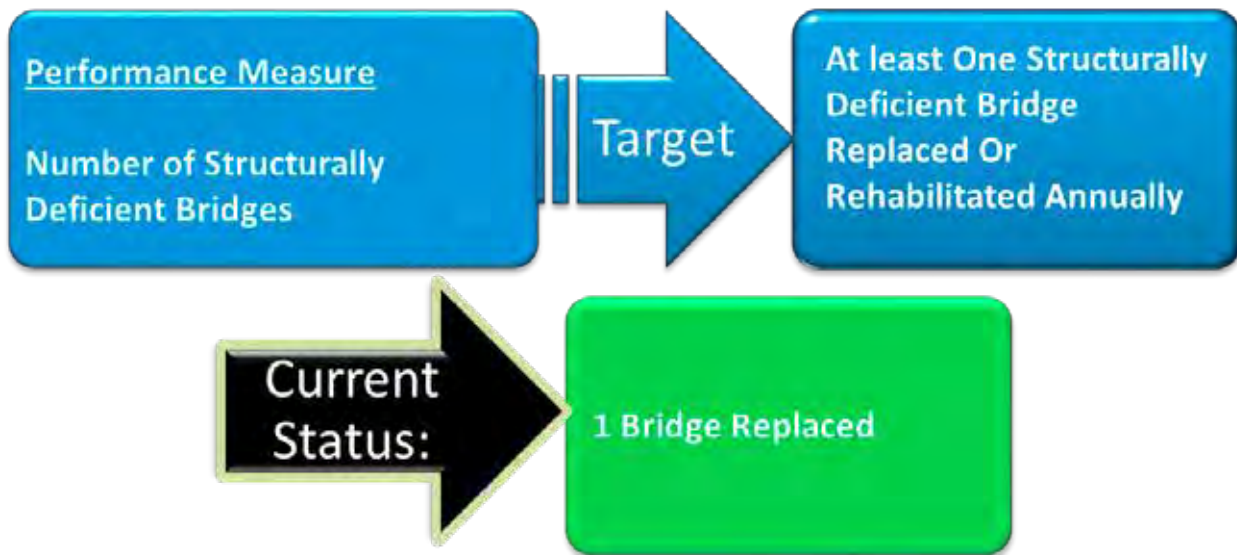 Performance Measure
Number of Structurally
Deficient Bridges
Target
At least One Structurally
Deficient Bridge
Replaced Or
Rehabilitated Annually
Current
Status:
1 Bridge Replaced